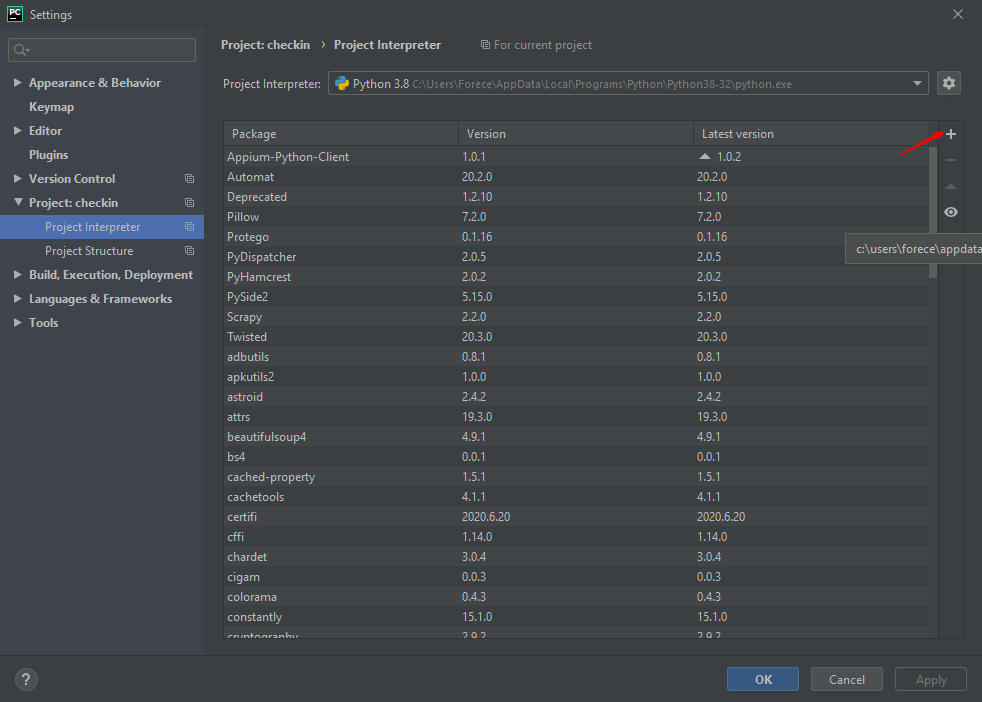 PC Settings
Project: checkin › Project Interpreter For current project
Project Interpreter: Python 3.8 C:\Users\Forece\AppData\Local\Programs\Python\Python38-32\python.exe
Appearance & Behavior
Keymap
Editor
Plugins
Version Control
Project: checkin
Project Interpreter
Project Structure
Build, Execution, Deployment
Languages & Frameworks
Tools
Package Version Latest version
Appium-Python-Client 1.0.1 1.0.2
Automat 20.2.0 20.2.0
Deprecated 1.2.10 1.2.10
Pillow 7.2.0 7.2.0
Protego 0.1.16 0.1.16
PyDispatcher 2.0.5 2.0.5
PyHamcrest 2.0.2 2.0.2
PySide2 5.15.0 5.15.0
Scrapy 2.2.0 2.2.0
Twisted 20.3.0 20.3.0
adbutils 0.8.1 0.8.1
apkutils2 1.0.0 1.0.0
astroid 2.4.2 2.4.2
attrs 19.3.0 19.3.0
beautifulsoup4 4.9.1 4.9.1
bs4 0.0.1 0.0.1
cached-property 1.5.1 1.5.1
cachetools 4.1.1 4.1.1
certifi 2020.6.20 2020.6.20
cffi 1.14.0 1.14.0
chardet 3.0.4 3.0.4
cigam 0.0.3 0.0.3
colorama 0.4.3 0.4.3
constantly 15.1.0 15.1.0
cryptography 2.9.2 2.9.2
c:\users\forece\appdata
? OK Cancel Apply